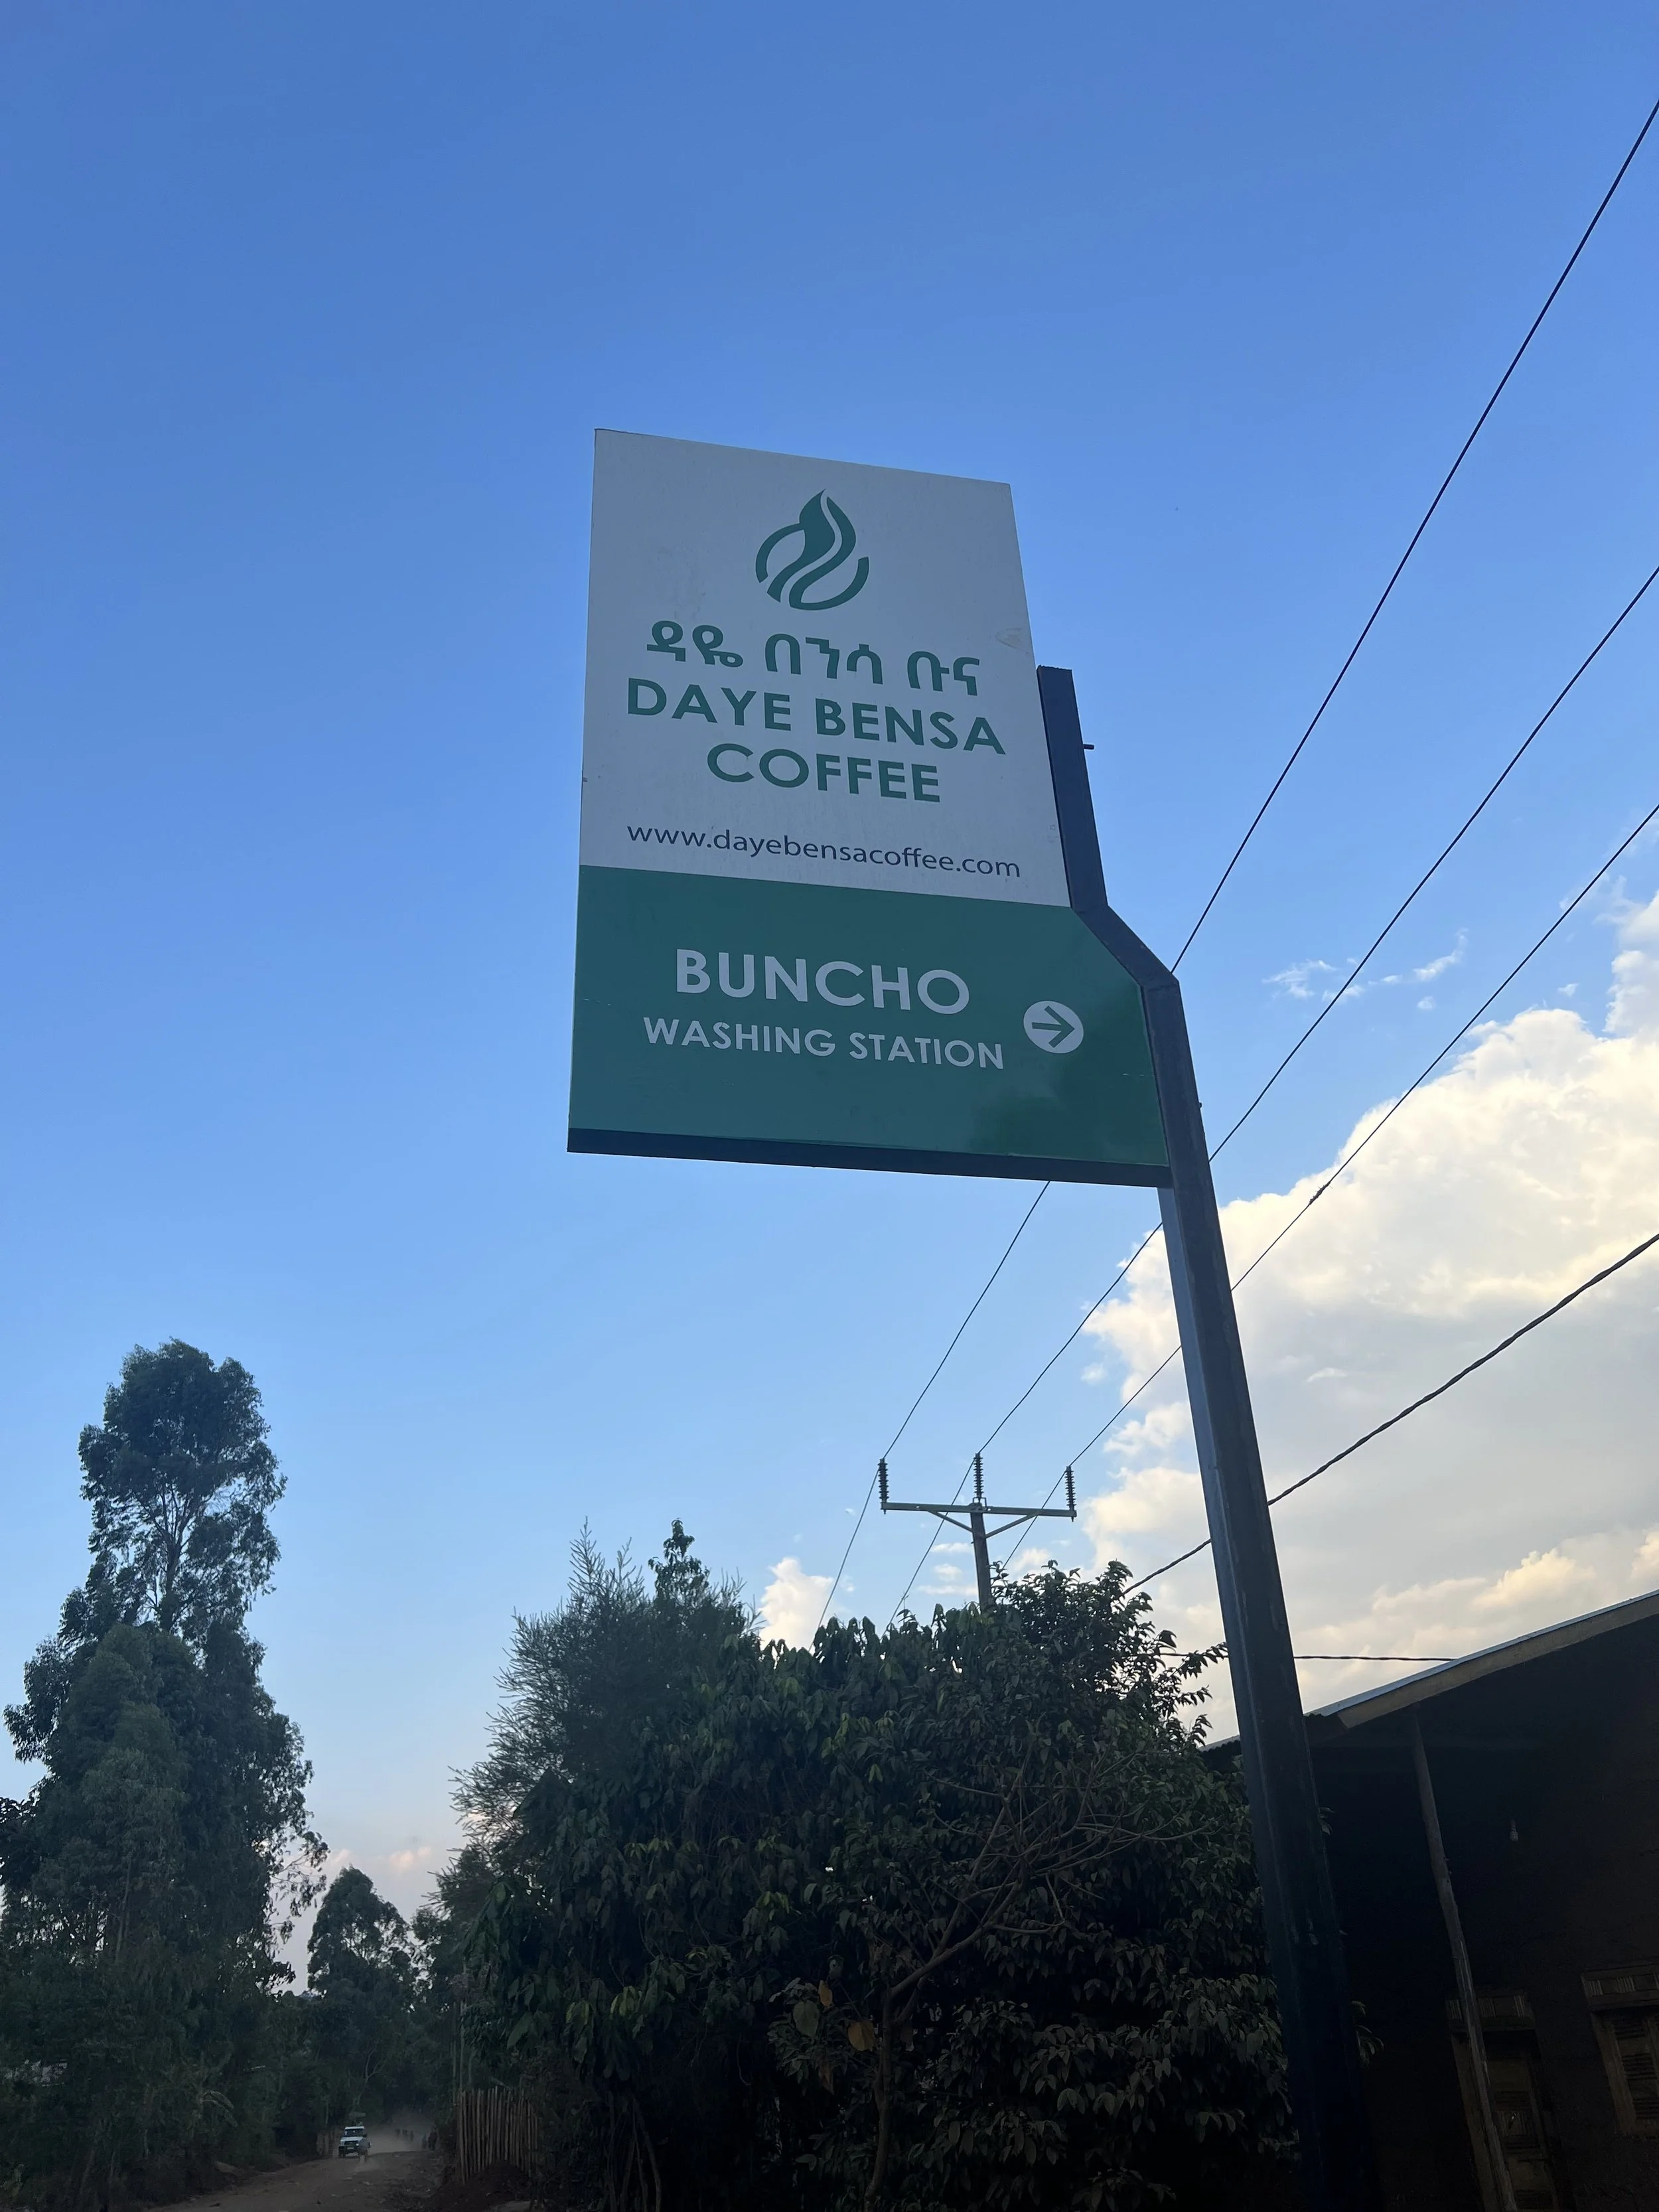 ዳዬ በንሳ ቡና
DAYE BENSA
COFFEE
www.dayebensacoffee.com
BUNCHO
WASHING STATION